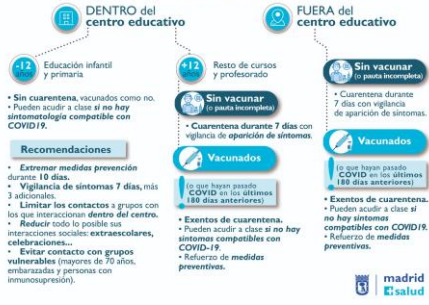 DENTRO del
centro educativo
FUERA del
centro educativo
-12
años
Educación infantil
y primaria
• Sin cuarentena, vacunados como no.
• Pueden acudir a clase si no hay
sintomatología compatible con
COVID19.
Recomendaciones
• Extremar medidas prevención
durante 10 días.
• Vigilancia de síntomas 7 días, más
3 adicionales.
• Limitar los contactos a grupos con
los que interaccionan dentro del centro.
• Reducir todo lo posible sus
interacciones sociales: extraescolares,
celebraciones...
• Evitar contacto con grupos
vulnerables (mayores de 70 años,
embarazadas y personas con
inmunosupresión).
+12
años
Resto de cursos
y profesorado
Sin vacunar
(o pauta incompleta)
• Cuarentena durante 7 días con
vigilancia de aparición de síntomas.
Vacunados
(o que hayan pasado
COVID en los últimos
180 días anteriores)
• Exentos de cuarentena.
• Pueden acudir a clase si no hay
síntomas compatibles con
COVID-19.
• Refuerzo de medidas
preventivas.
Sin vacunar
(o pauta incompleta)
• Cuarentena durante
7 días con vigilancia
de aparición de síntomas.
Vacunados
(o que hayan pasado
COVID en los últimos
180 días anteriores)
• Exentos de cuarentena.
• Pueden acudir a clase si
no hay síntomas
compatibles con COVID19.
• Refuerzo de medidas
preventivas.
madrid
salud